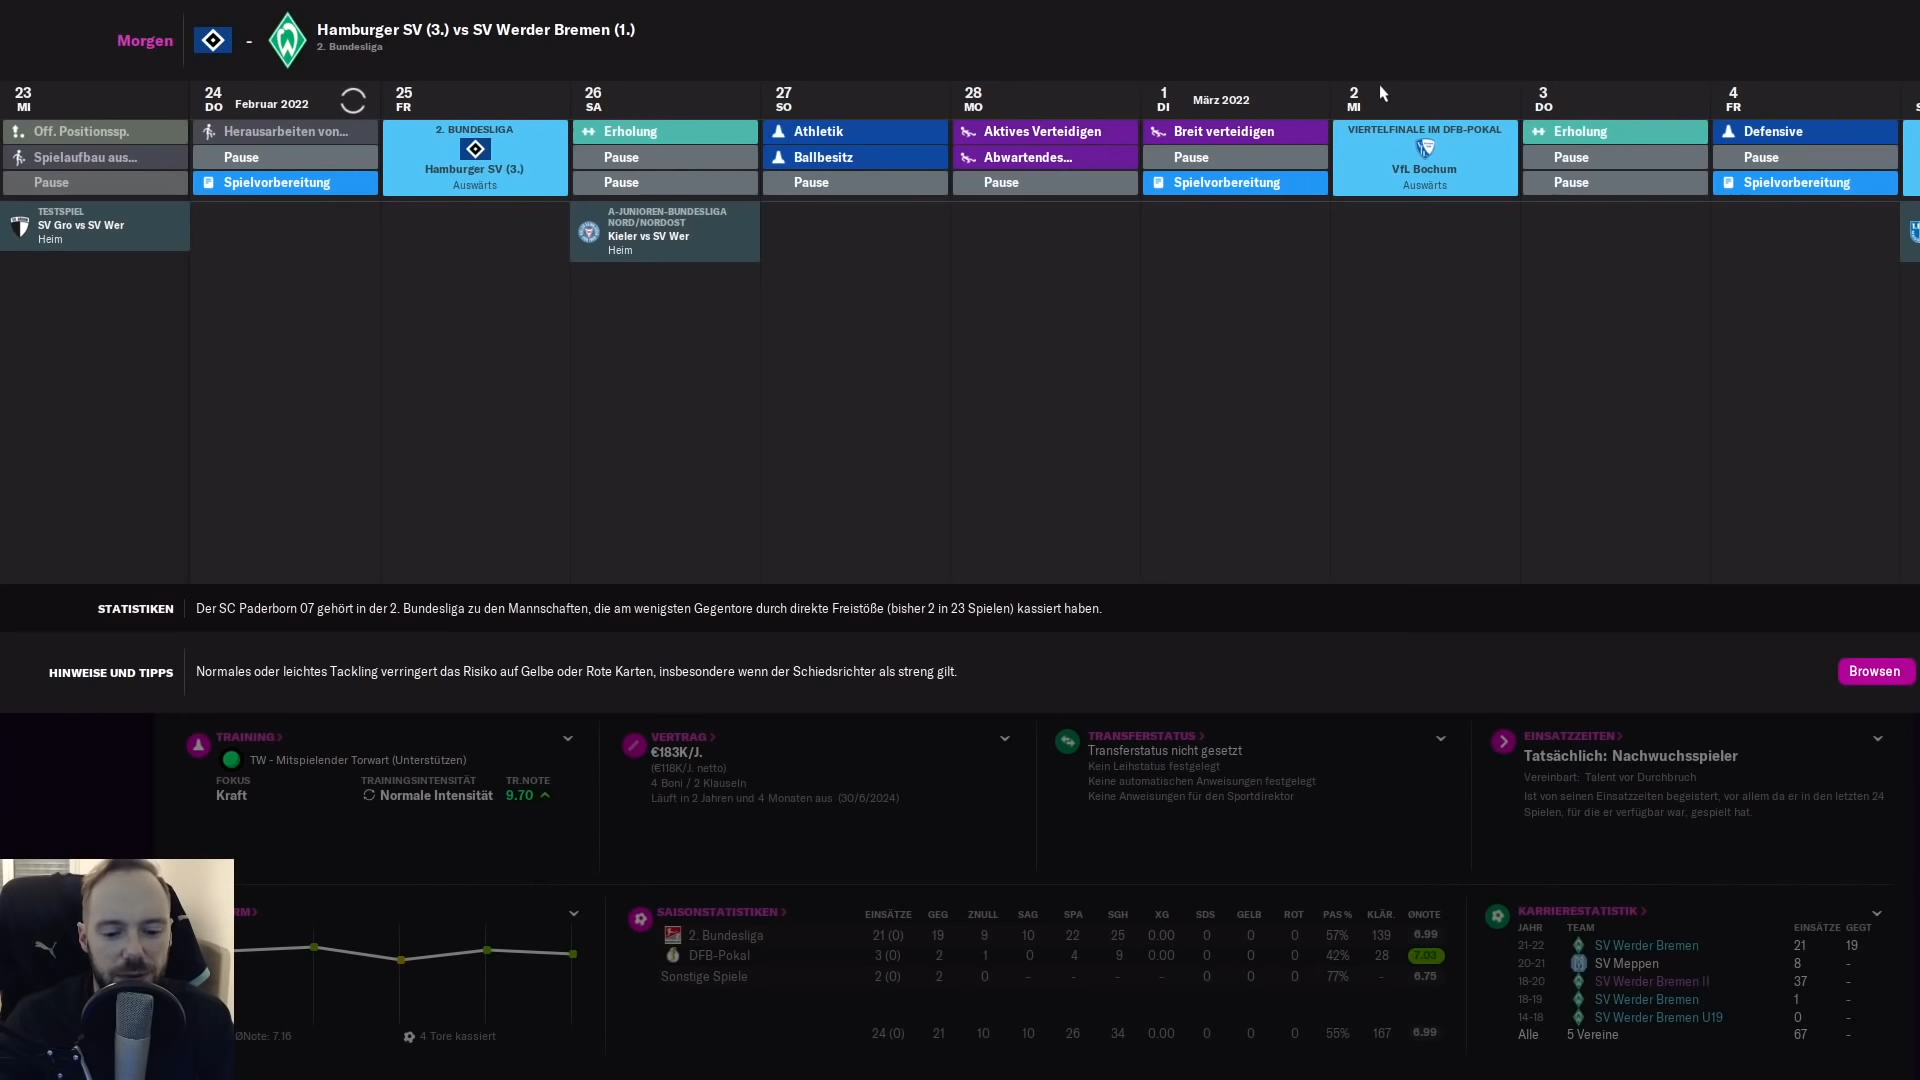 Morgen
-
Hamburger SV (3.) vs SV Werder Bremen (1.)
2. Bundesliga
23
MI
24
DO
Februar 2022
25
FR
26
SA
27
SO
28
MO
1
DI
März 2022
2
MI
3
DO
4
FR
S
Off. Positionssp.
Spielaufbau aus...
Pause
Herausarbeiten von...
Pause
Spielvorbereitung
2. BUNDESLIGA
Hamburger SV (3.)
Auswärts
Erholung
Pause
Pause
Athletik
Ballbesitz
Pause
Aktives Verteidigen
Abwartendes...
Pause
Breit verteidigen
Pause
Spielvorbereitung
VIERTELFINALE IM DFB-POKAL
VfL Bochum
Auswärts
Erholung
Pause
Pause
Defensive
Pause
Spielvorbereitung
TESTSPIEL
SV Gro vs SV Wer
Heim
A-JUNIOREN-BUNDESLIGA
NORD/NORDOST
Kieler vs SV Wer
Heim
STATISTIKEN
Der SC Paderborn 07 gehört in der 2. Bundesliga zu den Mannschaften, die am wenigsten Gegentore durch direkte Freistöße (bisher 2 in 23 Spielen) kassiert haben.
HINWEISE UND TIPPS
Normales oder leichtes Tackling verringert das Risiko auf Gelbe oder Rote Karten, insbesondere wenn der Schiedsrichter als streng gilt.
Browsen
TRAINING >
TW - Mitspielender Torwart (Unterstützen)
FOKUS
Kraft
TRAININGSINTENSITÄT
Normale Intensität
TR.NOTE
9.70
VERTRAG >
€183K/J.
(€118K/J. netto)
4 Boni / 2 Klauseln
Läuft in 2 Jahren und 4 Monaten aus (30/6/2024)
TRANSFERSTATUS >
Transferstatus nicht gesetzt
Kein Leihstatus festgelegt
Keine automatischen Anweisungen festgelegt
Keine Anweisungen für den Sportdirektor
EINSATZZEITEN >
Tatsächlich: Nachwuchsspieler
Vereinbart: Talent vor Durchbruch
Ist von seinen Einsatzzeiten begeistert, vor allem da er in den letzten 24
Spielen, für die er verfügbar war, gespielt hat.
RM >
ØNote: 7.16
4 Tore kassiert
SAISONSTATISTIKEN > EINSÄTZE GEG ZNULL SAG SPA SGH XG SDS GELB ROT PAS % KLÄR. ØNOTE
2. Bundesliga 21 (0) 19 9 10 22 25 0.00 0 0 0 57% 139 6.99
DFB-Pokal 3 (0) 2 1 0 4 9 0.00 0 0 0 42% 28 7.03
Sonstige Spiele 2 (0) 2 0 - - - - 0 0 0 77% - 6.75
24 (0) 21 10 10 26 34 0.00 0 0 0 55% 167 6.99
KARRIERESTATISTIK >
JAHR TEAM EINSÄTZE GEGT
21-22 SV Werder Bremen 21 19
20-21 SV Meppen 8 -
18-20 SV Werder Bremen II 37 -
18-19 SV Werder Bremen 1 -
14-18 SV Werder Bremen U19 0 -
Alle 5 Vereine 67 -